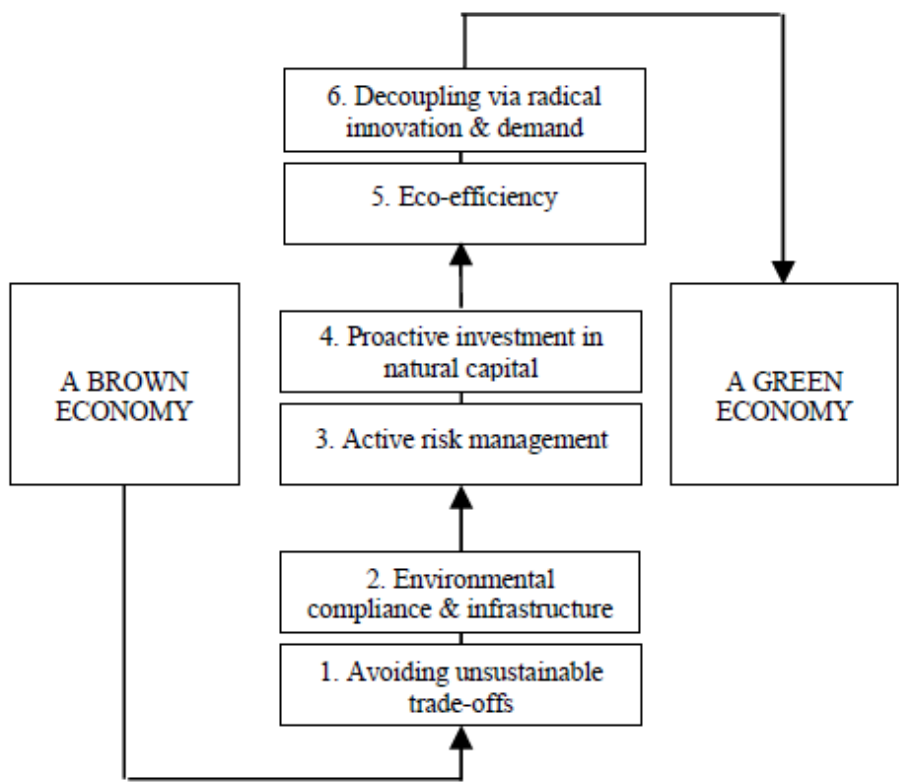 6. Decoupling via radical
innovation & demand
5. Eco-efficiency
4. Proactive investment in
natural capital
A BROWN
ECONOMY
A GREEN
ECONOMY
3. Active risk management
2. Environmental
compliance & infrastructure
1. Avoiding unsustainable
trade-offs